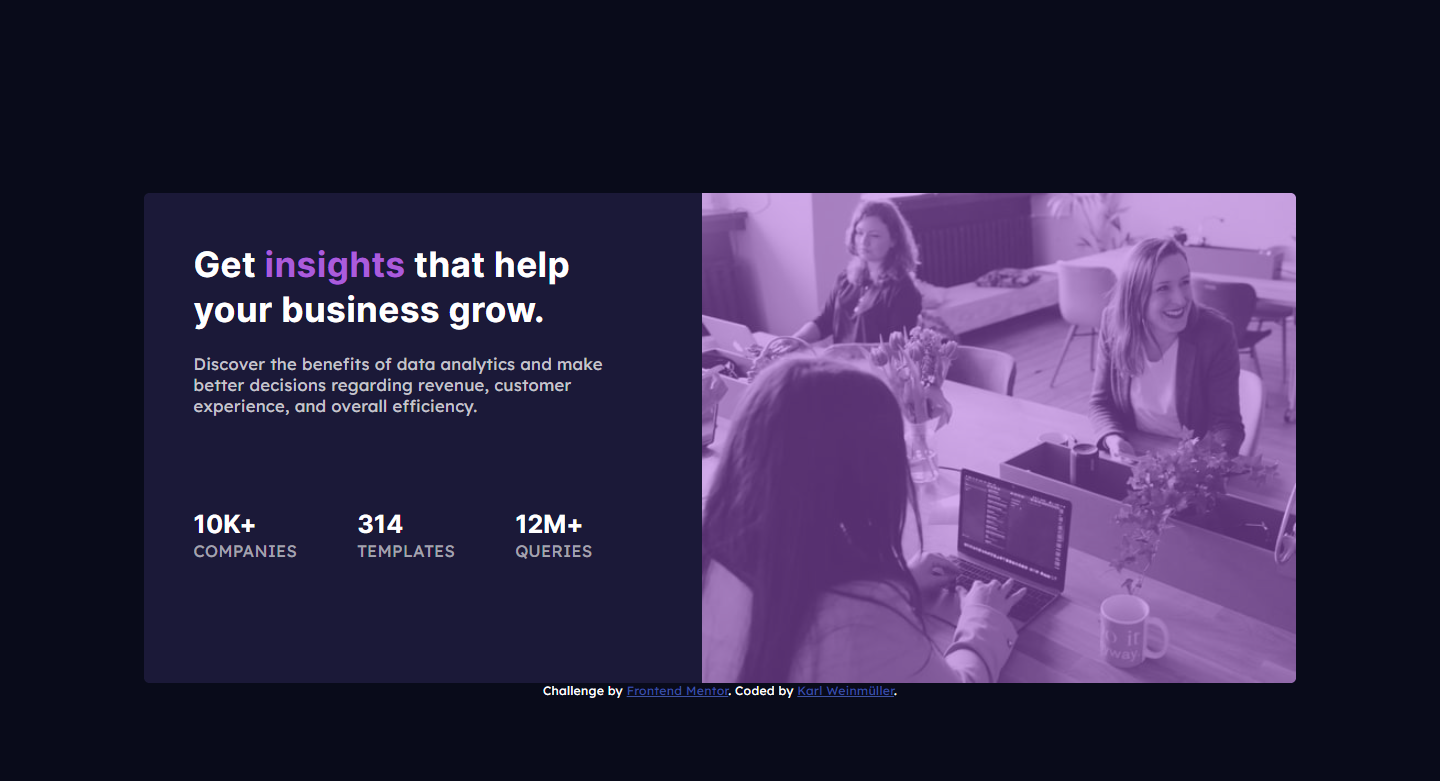 Get insights that help
your business grow.
Discover the benefits of data analytics and make
better decisions regarding revenue, customer
experience, and overall efficiency.
10K+ 314 12M+
COMPANIES TEMPLATES QUERIES
Challenge by Frontend Mentor. Coded by Karl Weinmüller.